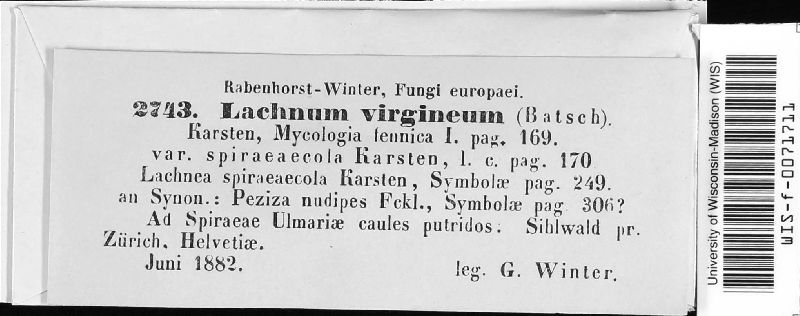 Rabenhorst-Winter, Fungi europaei.
2743. Lachnum virgineum (Batsch).
Karsten, Mycologia fennica I. pag. 169.
var. spiraeaecola Karsten, l. c. pag. 170
Lachnea spiraeaecola Karsten, Symbolæ pag. 249.
an Synon.: Peziza nudipes Fckl., Symbolæ pag. 306?
Ad Spiraeae Ulmariæ caules putridos. Sihlwald pr.
Zürich. Helvetiæ.
Juni 1882. leg. G. Winter.
University of Wisconsin-Madison (WIS)
WIS-f-0071711